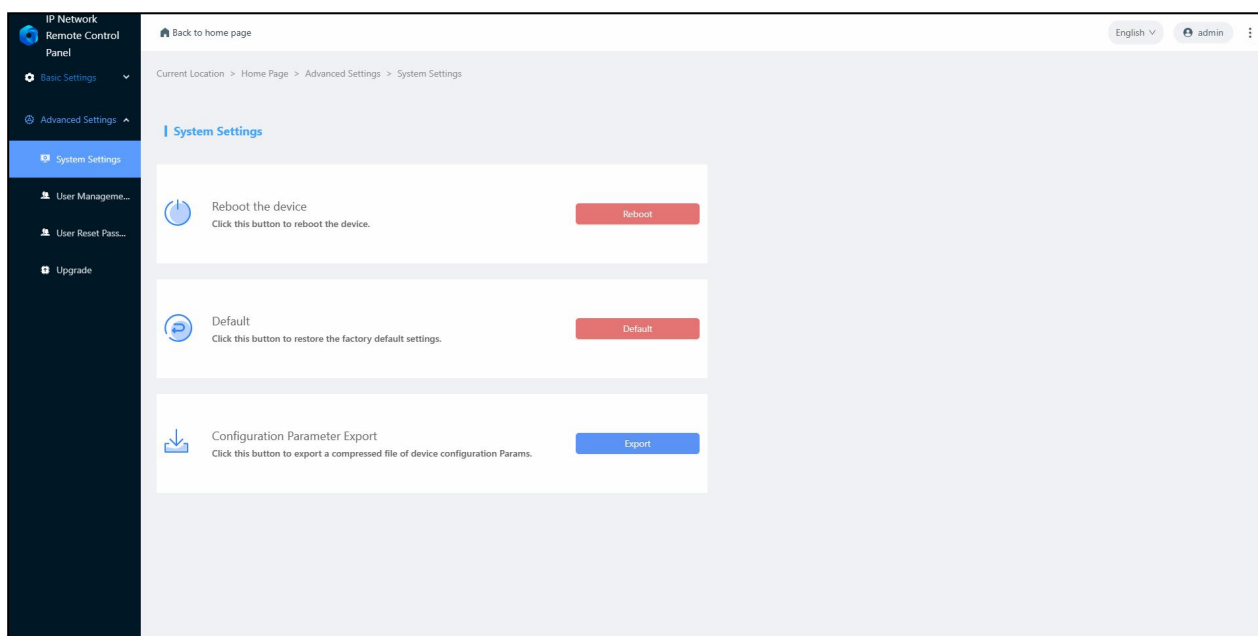 IP Network
Remote Control
Panel
Back to home page
English
admin
Basic Settings
Current Location > Home Page > Advanced Settings > System Settings
Advanced Settings
System Settings
System Settings
User Manageme...
User Reset Pass...
Upgrade
Reboot the device
Click this button to reboot the device.
Reboot
Default
Click this button to restore the factory default settings.
Default
Configuration Parameter Export
Click this button to export a compressed file of device configuration Params.
Export